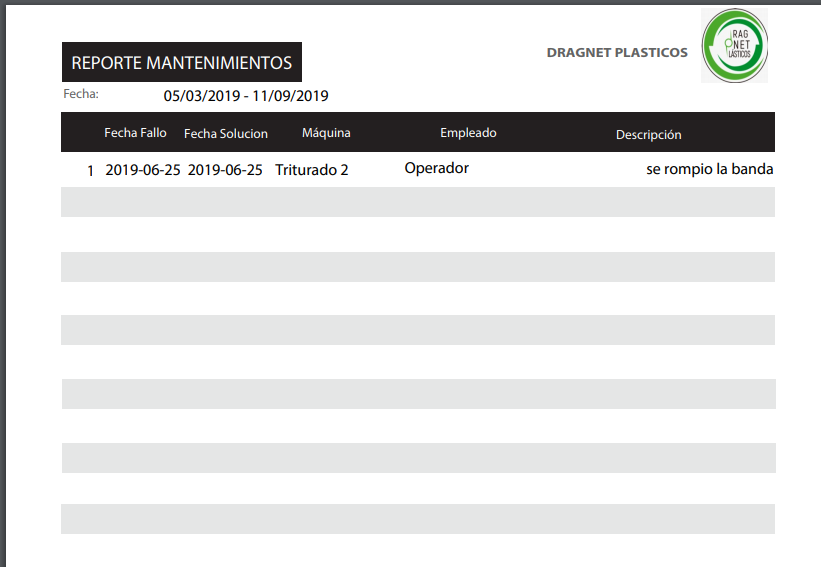 DRAGNET PLASTICOS
RAG
NET
LÁSTICOS
REPORTE MANTENIMIENTOS
Fecha: 05/03/2019 - 11/09/2019
Fecha Fallo Fecha Solucion Máquina Empleado Descripción
1 2019-06-25 2019-06-25 Triturado 2 Operador se rompio la banda